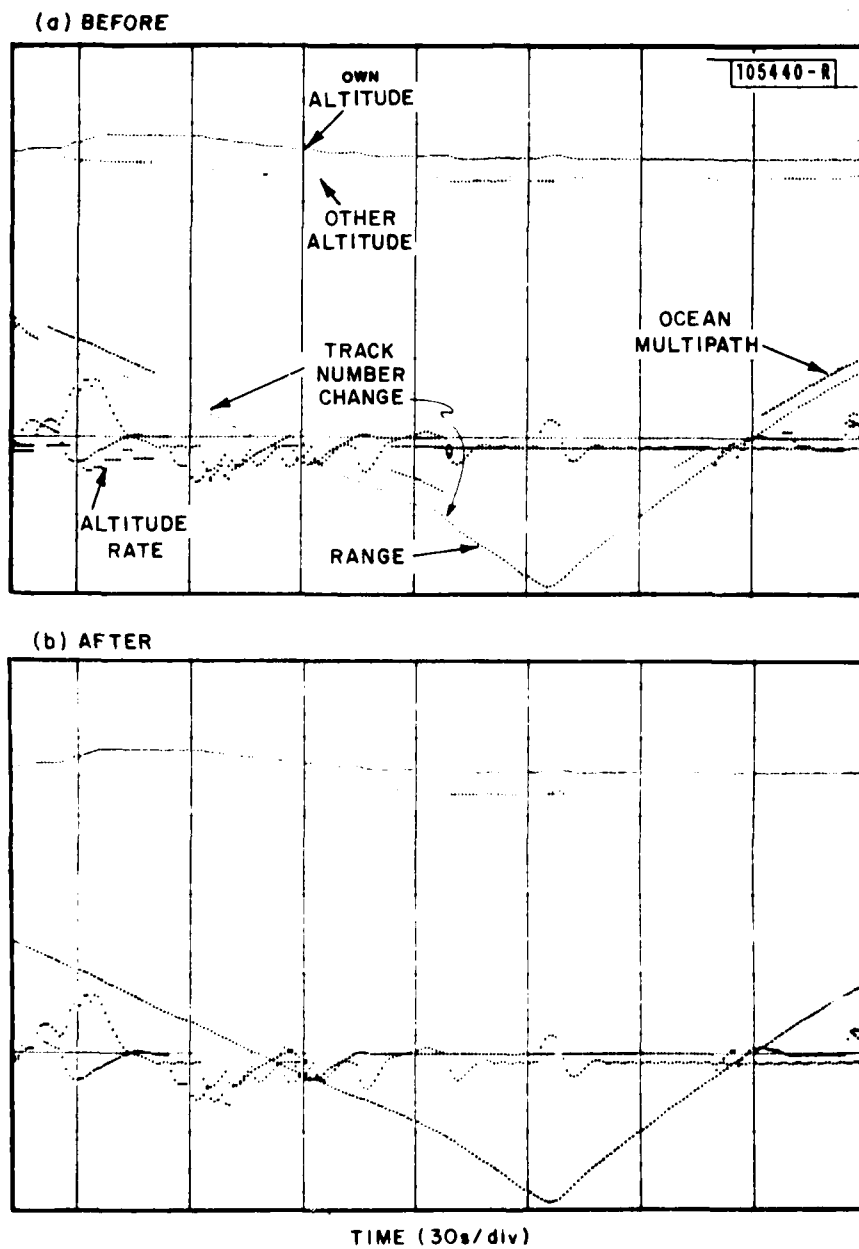 (a) BEFORE
105440-R
OWN
ALTITUDE
OTHER
ALTITUDE
OCEAN
MULTIPATH
TRACK
NUMBER
CHANGE
ALTITUDE
RATE
RANGE
(b) AFTER
TIME (30s/div)